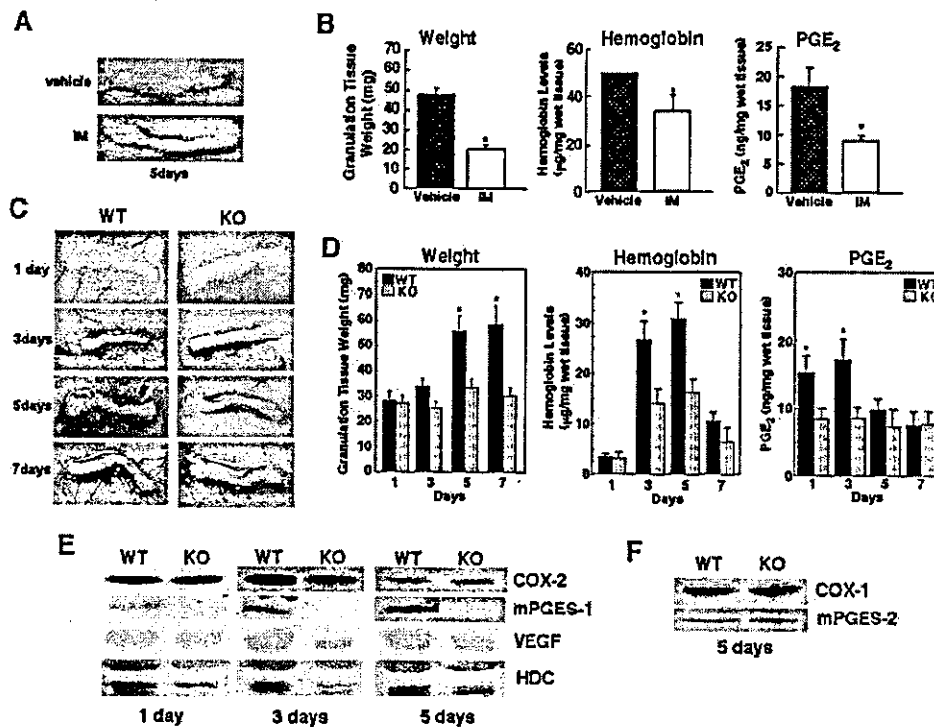 A
vehicle
IM
5days
B
Weight
Granulation Tissue
Weight (mg)
70
60
50
40
30
20
10
0
*
Vehicle IM
Hemoglobin
Hemoglobin Levels
(μg/mg wet tissue)
40
20
0
Vehicle IM
PGE2
PGE2 (ng/mg wet tissue)
25
20
15
10
5
0
*
Vehicle IM
C
WT KO
1 day
3days
5days
7days
D
Weight
Granulation Tissue Weight (mg)
80
70
60
50
40
30
20
10
0
WT
KO
* *
1 3 5 7
Days
Hemoglobin
Hemoglobin Levels
(μg/mg wet tissue)
40
30
20
10
0
WT
KO
* *
1 3 5 7
Days
PGE2
PGE2 (ng/mg wet tissue)
30
20
10
0
WT
KO
* *
1 3 5 7
Days
E
WT KO WT KO WT KO
COX-2
mPGES-1
VEGF
HDC
1 day 3 days 5 days
F
WT KO
COX-1
mPGES-2
5 days